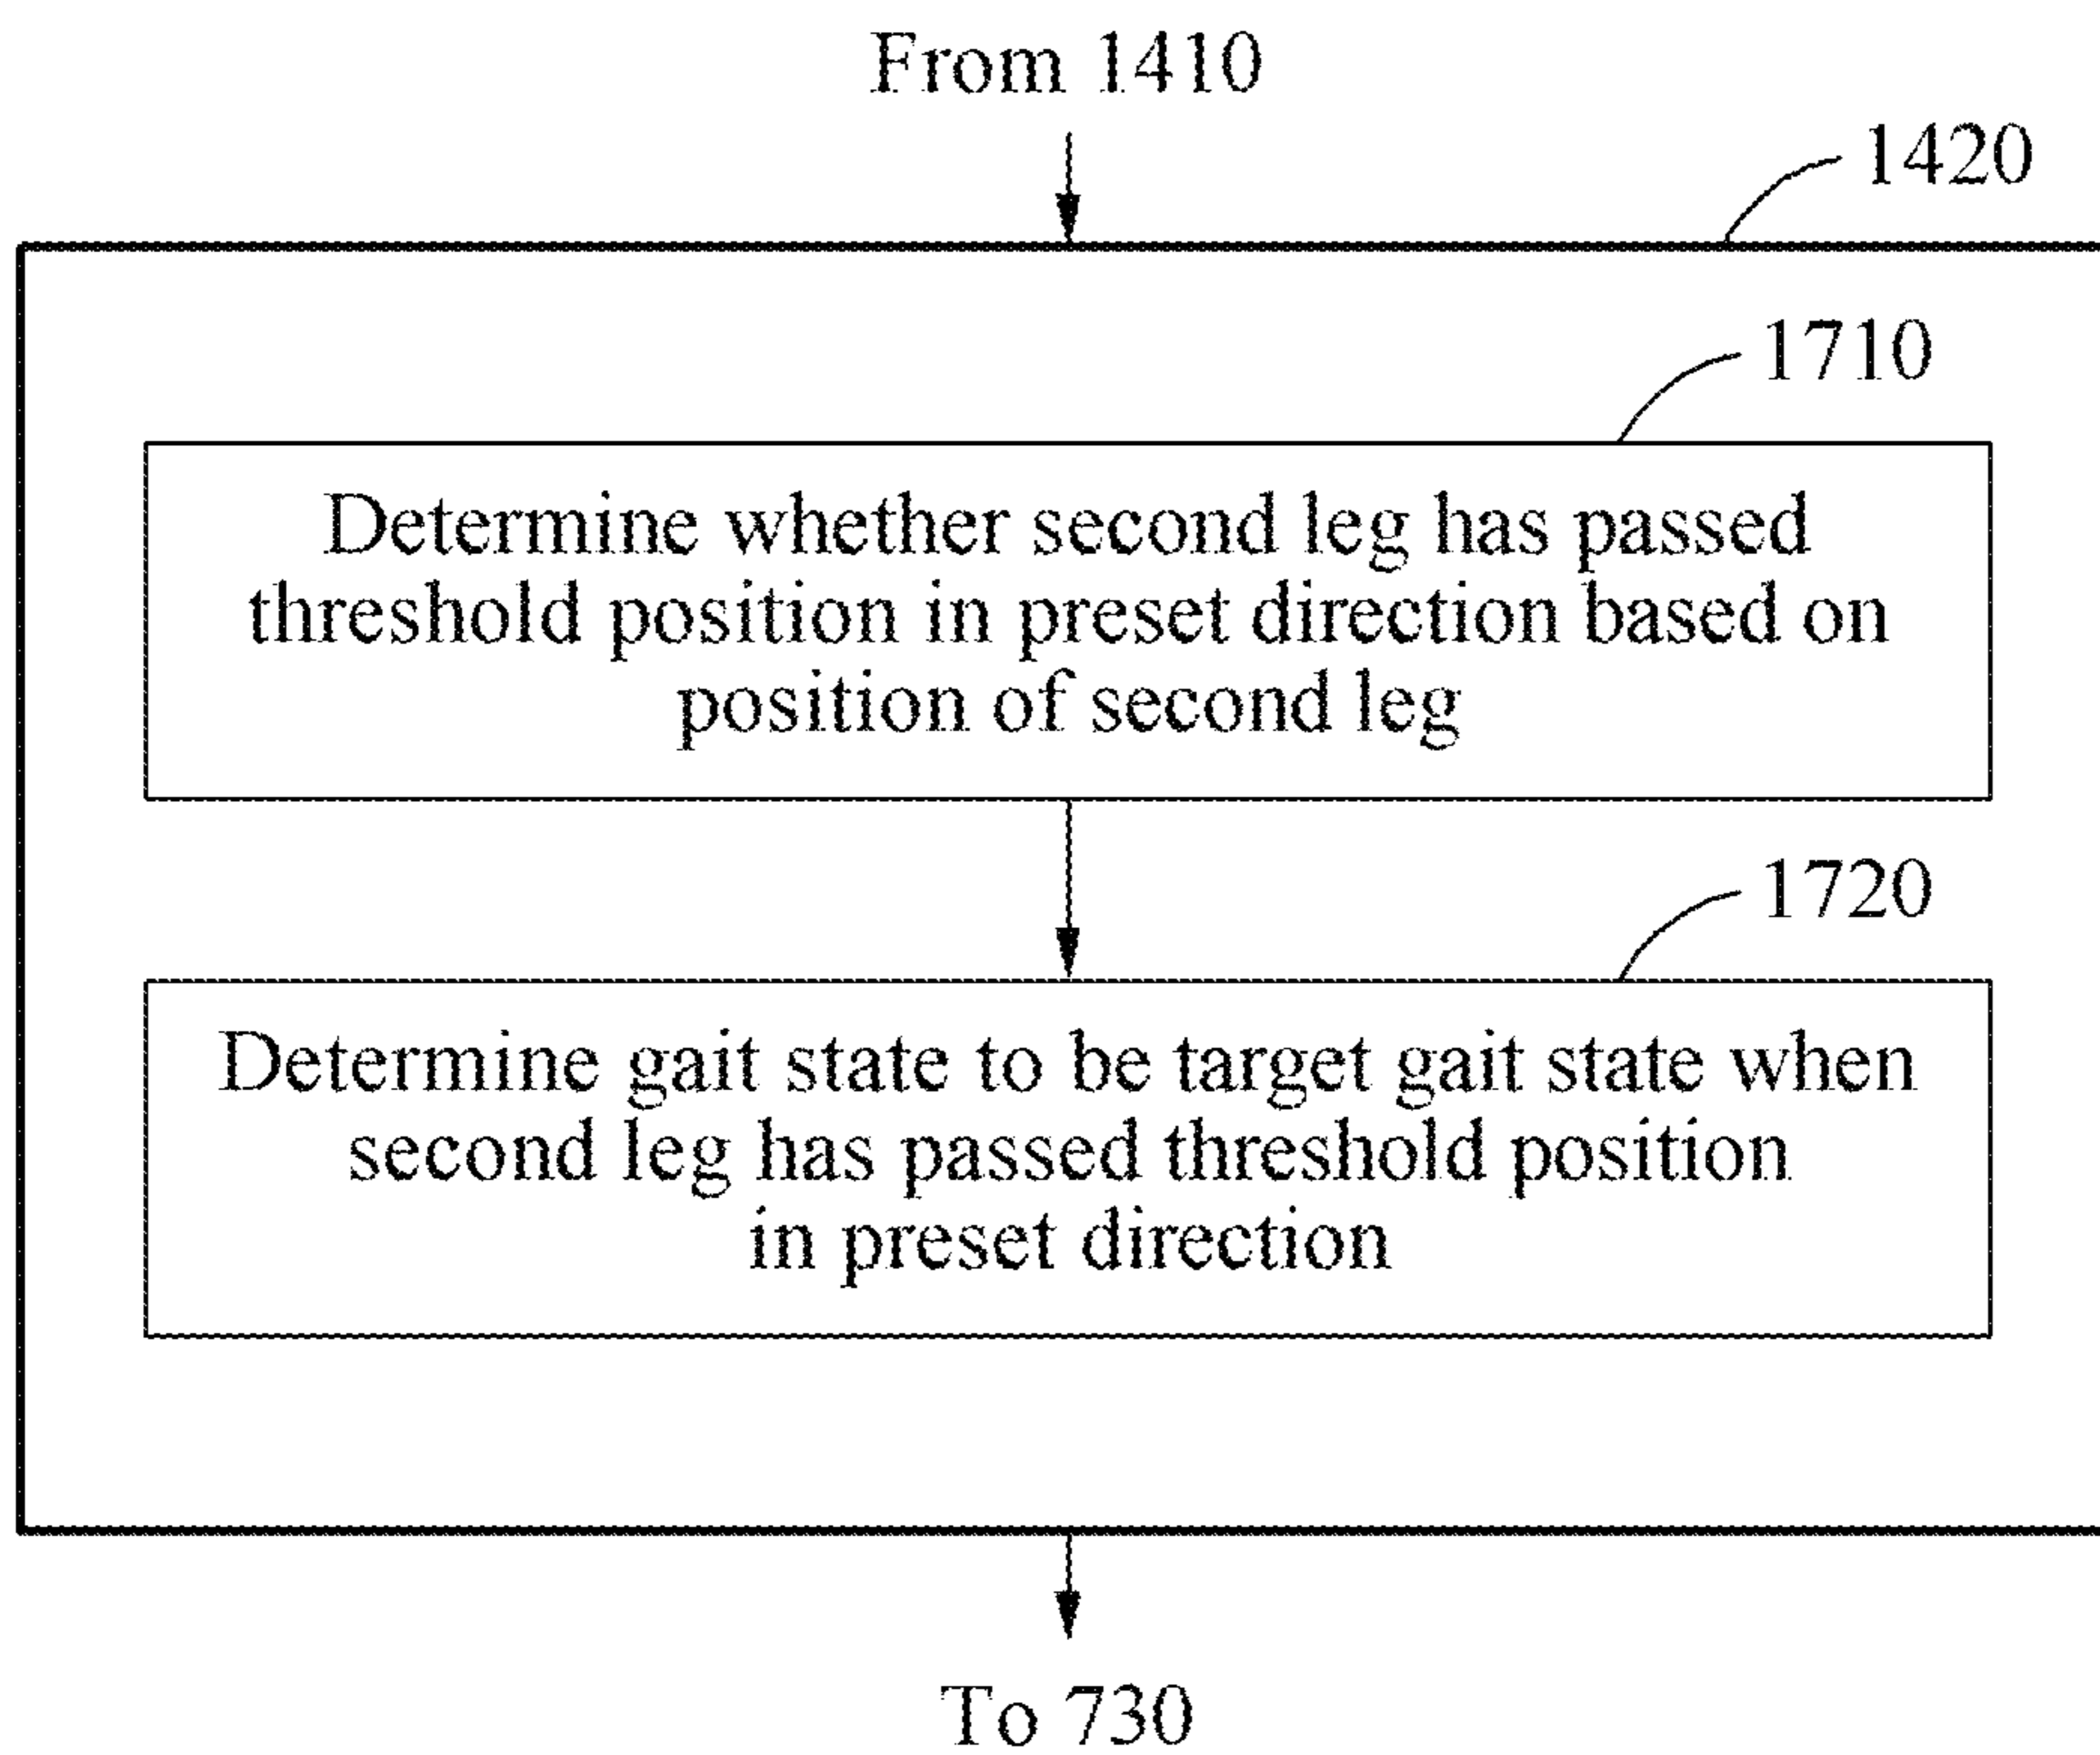 From 1410
1420
1710
Determine whether second leg has passed
threshold position in preset direction based on
position of second leg
1720
Determine gait state to be target gait state when
second leg has passed threshold position
in preset direction
To 730